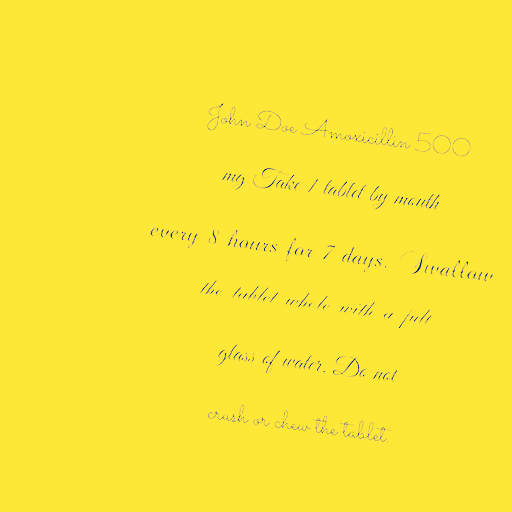 John Doe Amoxicillin 500
mg Take 1 tablet by mouth
every 8 hours for 7 days. Swallow
the tablet whole with a full
glass of water. Do not
crush or chew the tablet.